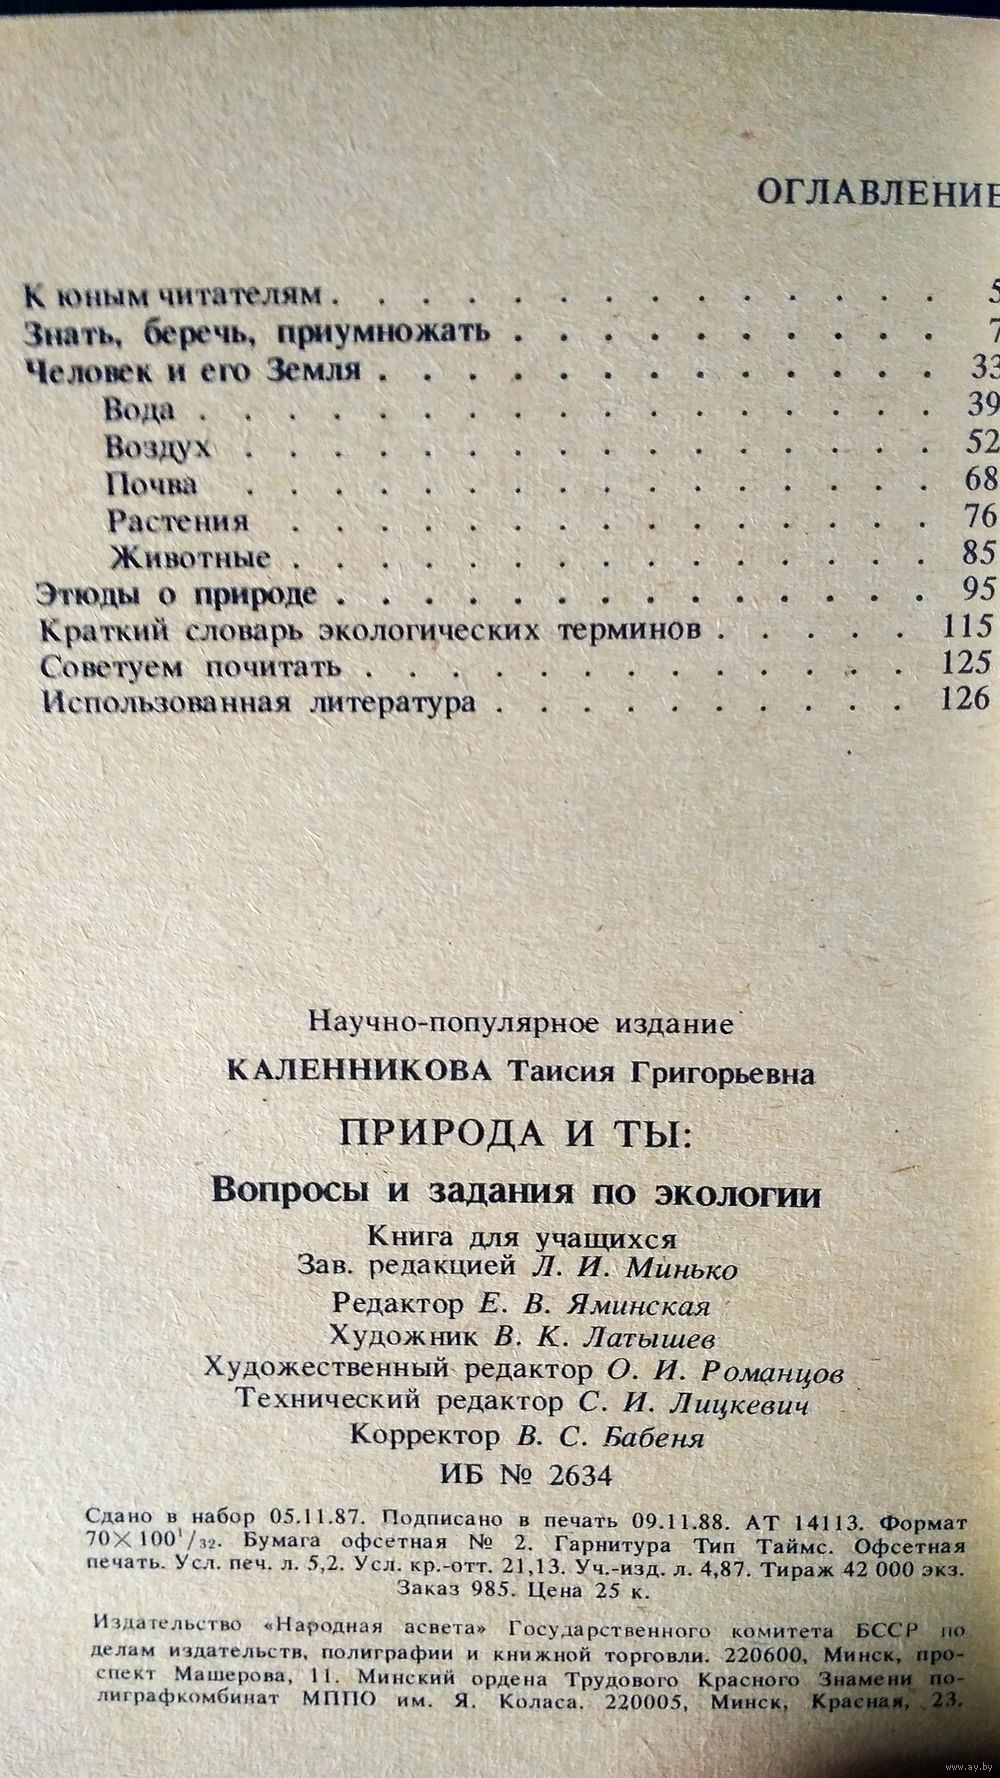 ОГЛАВЛЕНИЕ
К юным читателям . . . . . . . . . . . . . . 5
Знать, беречь, приумножать . . . . . . . . . . 7
Человек и его Земля . . . . . . . . . . . . . 33
Вода . . . . . . . . . . . . . . . . . 39
Воздух . . . . . . . . . . . . . . . . 52
Почва . . . . . . . . . . . . . . . . 68
Растения . . . . . . . . . . . . . . . 76
Животные . . . . . . . . . . . . . . . 85
Этюды о природе . . . . . . . . . . . . . . 95
Краткий словарь экологических терминов . . . . . 115
Советуем почитать . . . . . . . . . . . . . 125
Использованная литература . . . . . . . . . . 126
Научно-популярное издание
КАЛЕННИКОВА Таисия Григорьевна
ПРИРОДА И ТЫ:
Вопросы и задания по экологии
Книга для учащихся
Зав. редакцией Л. И. Минько
Редактор Е. В. Яминская
Художник В. К. Латышев
Художественный редактор О. И. Романцов
Технический редактор С. И. Лицкевич
Корректор В. С. Бабеня
ИБ № 2634
Сдано в набор 05.11.87. Подписано в печать 09.11.88. АТ 14113. Формат
70×100¹/₃₂. Бумага офсетная № 2. Гарнитура Тип Таймс. Офсетная
печать. Усл. печ. л. 5,2. Усл. кр.-отт. 21,13. Уч.-изд. л. 4,87. Тираж 42 000 экз.
Заказ 985. Цена 25 к.
Издательство «Народная асвета» Государственного комитета БССР по
делам издательств, полиграфии и книжной торговли. 220600, Минск, про-
спект Машерова, 11. Минский ордена Трудового Красного Знамени по-
лиграфкомбинат МППО им. Я. Коласа. 220005, Минск, Красная, 23.
www.ay.by